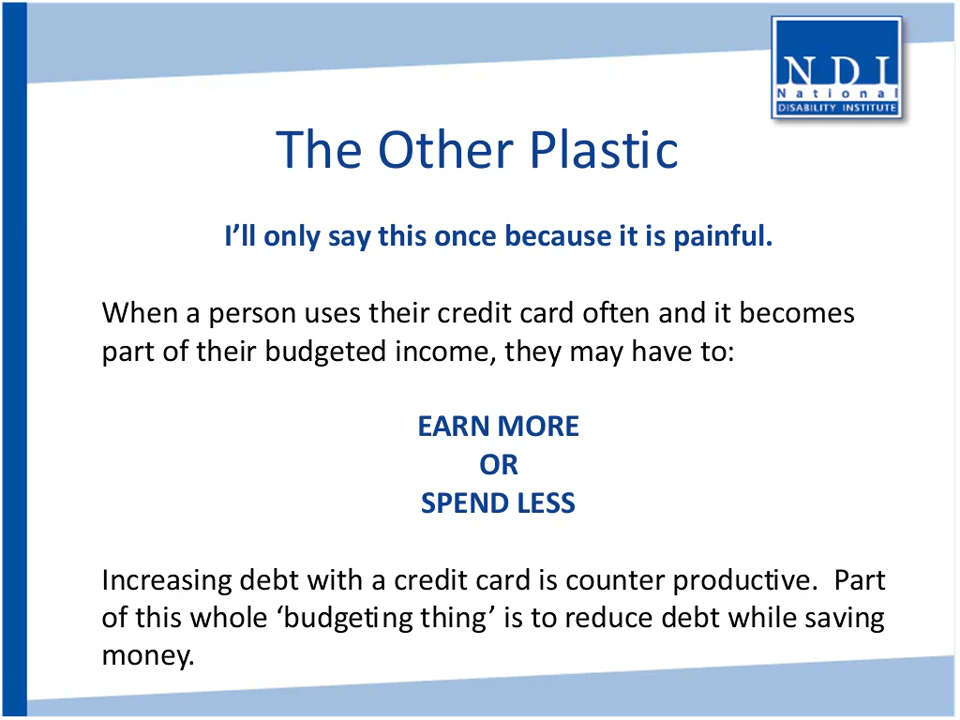 NDI
National
DISABILITY INSTITUTE
The Other Plastic
I’ll only say this once because it is painful.
When a person uses their credit card often and it becomes
part of their budgeted income, they may have to:
EARN MORE
OR
SPEND LESS
Increasing debt with a credit card is counter productive.  Part
of this whole ‘budgeting thing’ is to reduce debt while saving
money.